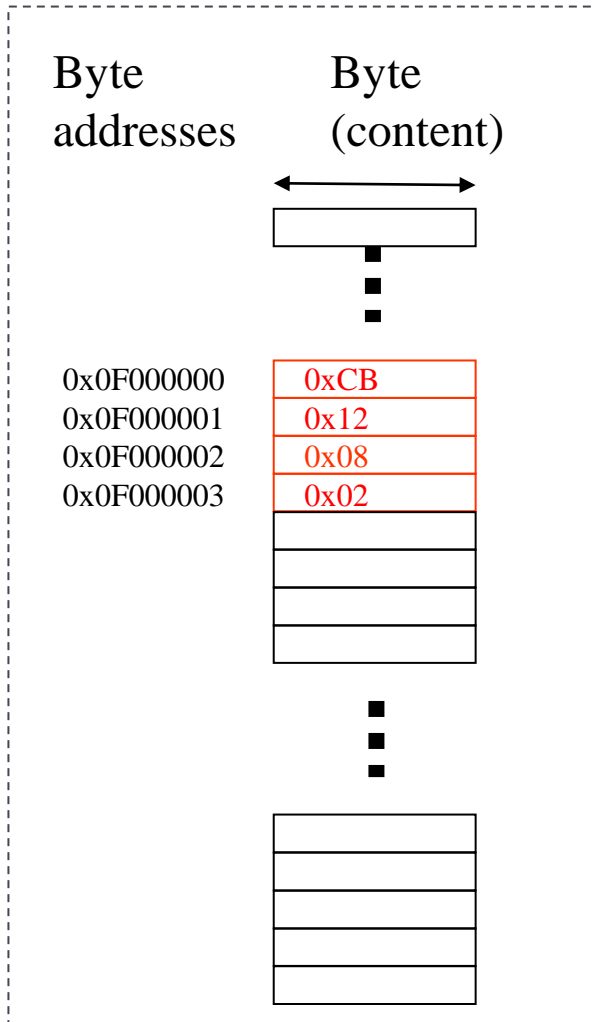 Byte addresses
Byte (content)
0x0F000000 0xCB
0x0F000001 0x12
0x0F000002 0x08
0x0F000003 0x02